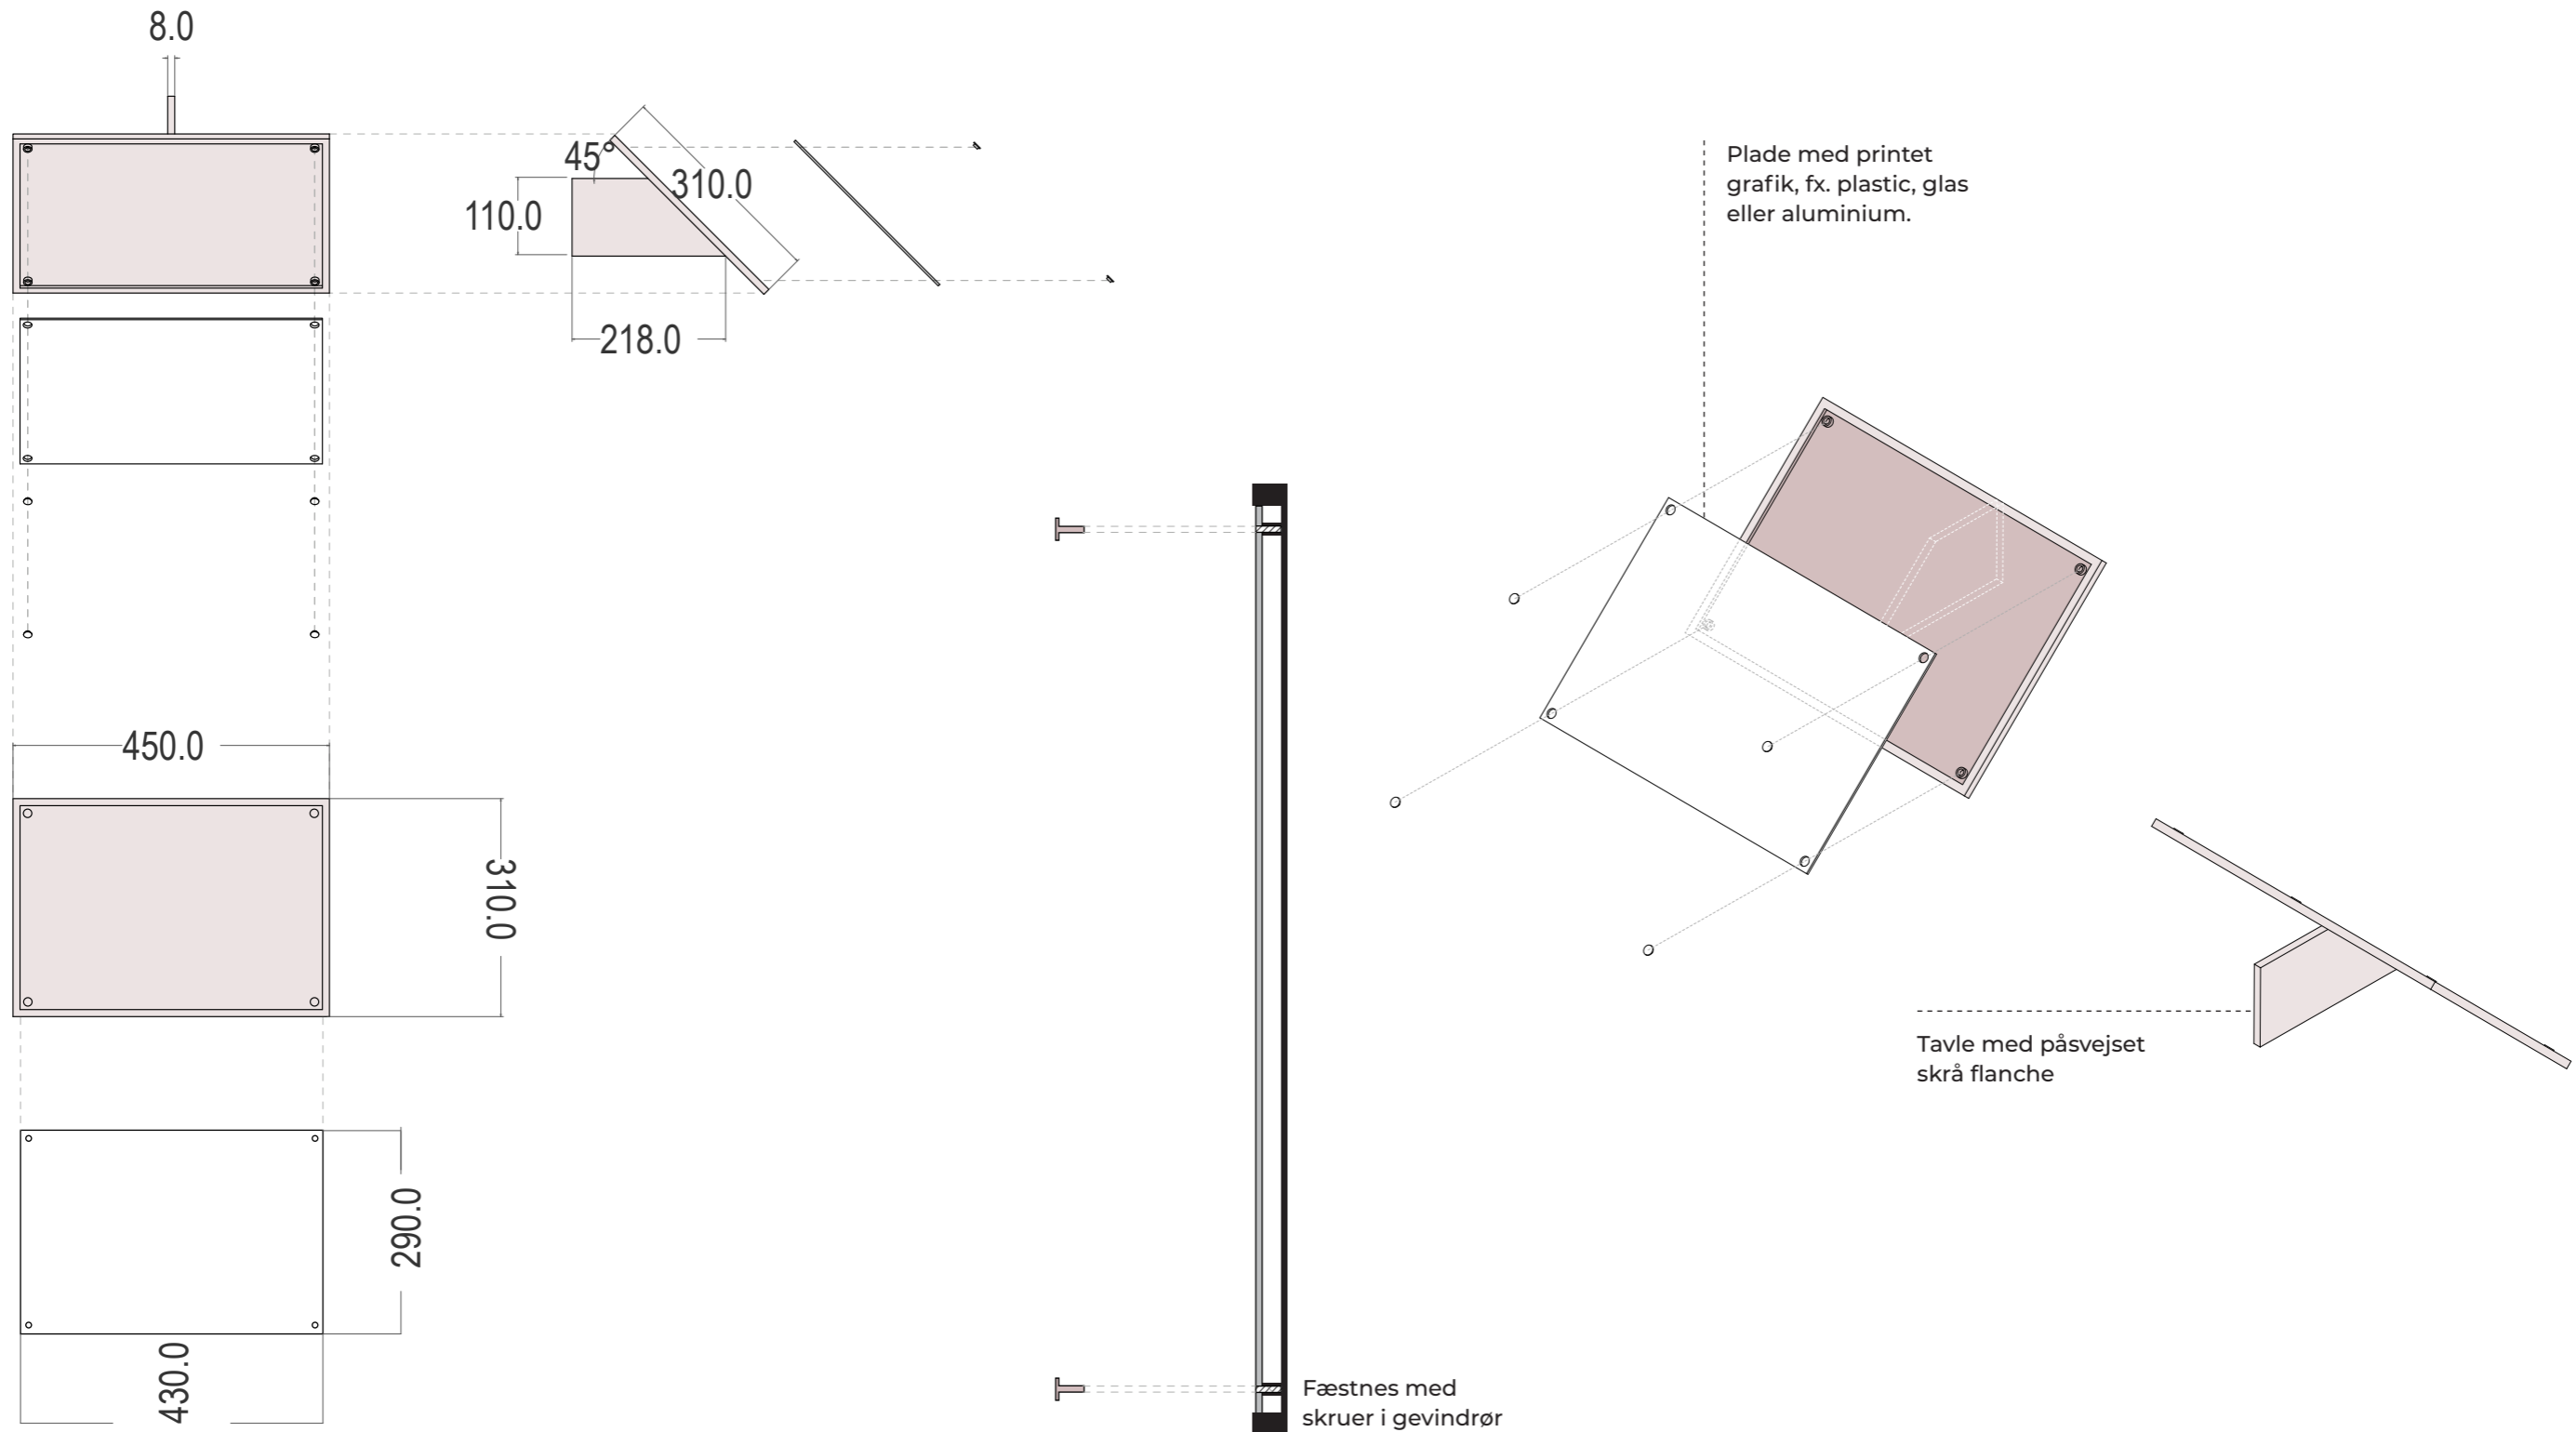 8.0
45°
310.0
110.0
218.0
Plade med printet
grafik, fx. plastic, glas
eller aluminium.
450.0
310.0
Tavle med påsvejset
skrå flanche
290.0
430.0
Fæstnes med
skruer i gevindrør